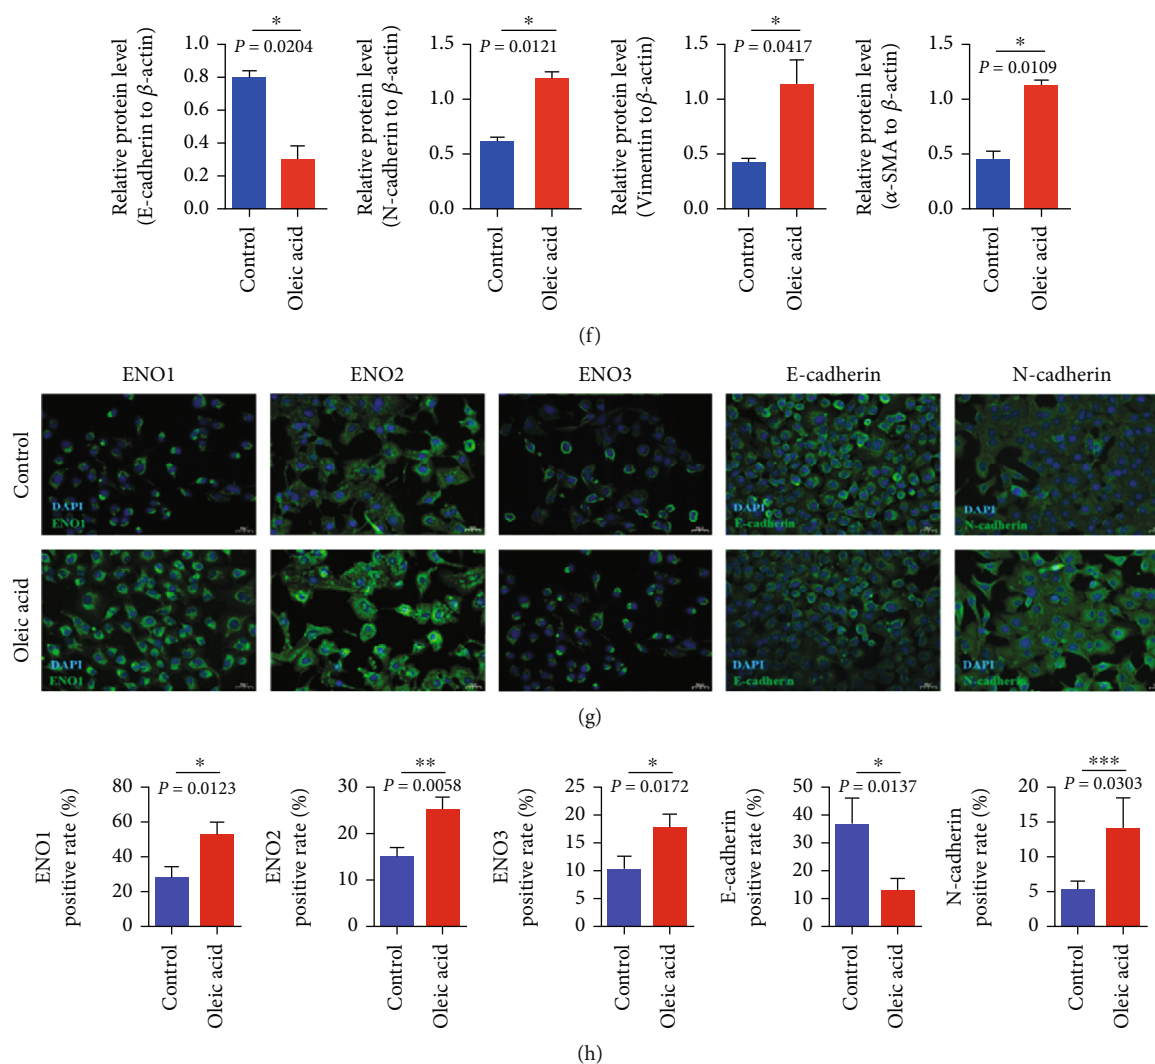 *
P = 0.0204
Relative protein level
(E-cadherin to β-actin)
1.0
0.8
0.6
0.4
0.2
0.0
Control
Oleic acid
*
P = 0.0121
Relative protein level
(N-cadherin to β-actin)
1.5
1.0
0.5
0.0
Control
Oleic acid
*
P = 0.0417
Relative protein level
(Vimentin to β-actin)
1.5
1.0
0.5
0.0
Control
Oleic acid
*
P = 0.0109
Relative protein level
(α-SMA to β-actin)
1.5
1.0
0.5
0.0
Control
Oleic acid
(f)
ENO1 ENO2 ENO3 E-cadherin N-cadherin
Control
DAPI
ENO1
DAPI
E-cadherin
DAPI
N-cadherin
Oleic acid
DAPI
ENO1
DAPI
E-cadherin
DAPI
N-cadherin
(g)
*
P = 0.0123
ENO1
positive rate (%)
80
60
40
20
0
Control
Oleic acid
**
P = 0.0058
ENO2
positive rate (%)
30
15
0
Control
Oleic acid
*
P = 0.0172
ENO3
positive rate (%)
25
20
15
10
5
0
Control
Oleic acid
*
P = 0.0137
E-cadherin
positive rate (%)
50
40
30
20
10
0
Control
Oleic acid
***
P = 0.0303
N-cadherin
positive rate (%)
20
15
10
5
0
Control
Oleic acid
(h)